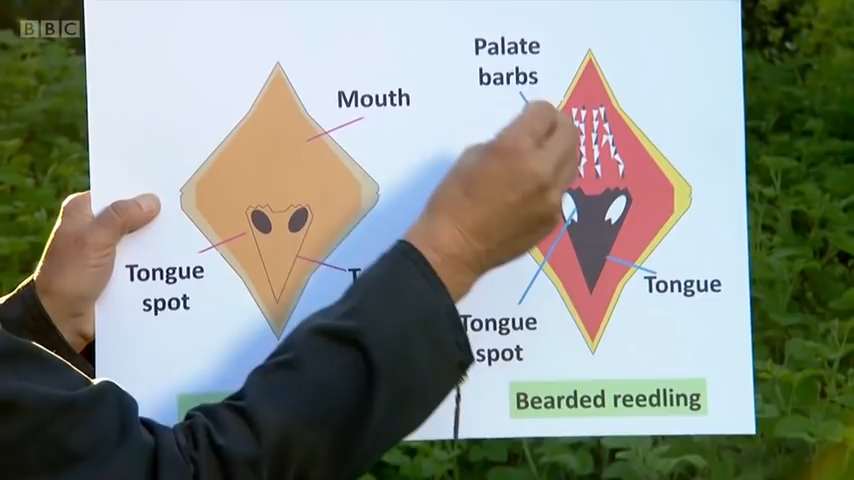 BBC
Mouth
Tongue
spot
Palate
barbs
Tongue
spot
Tongue
Bearded reedling